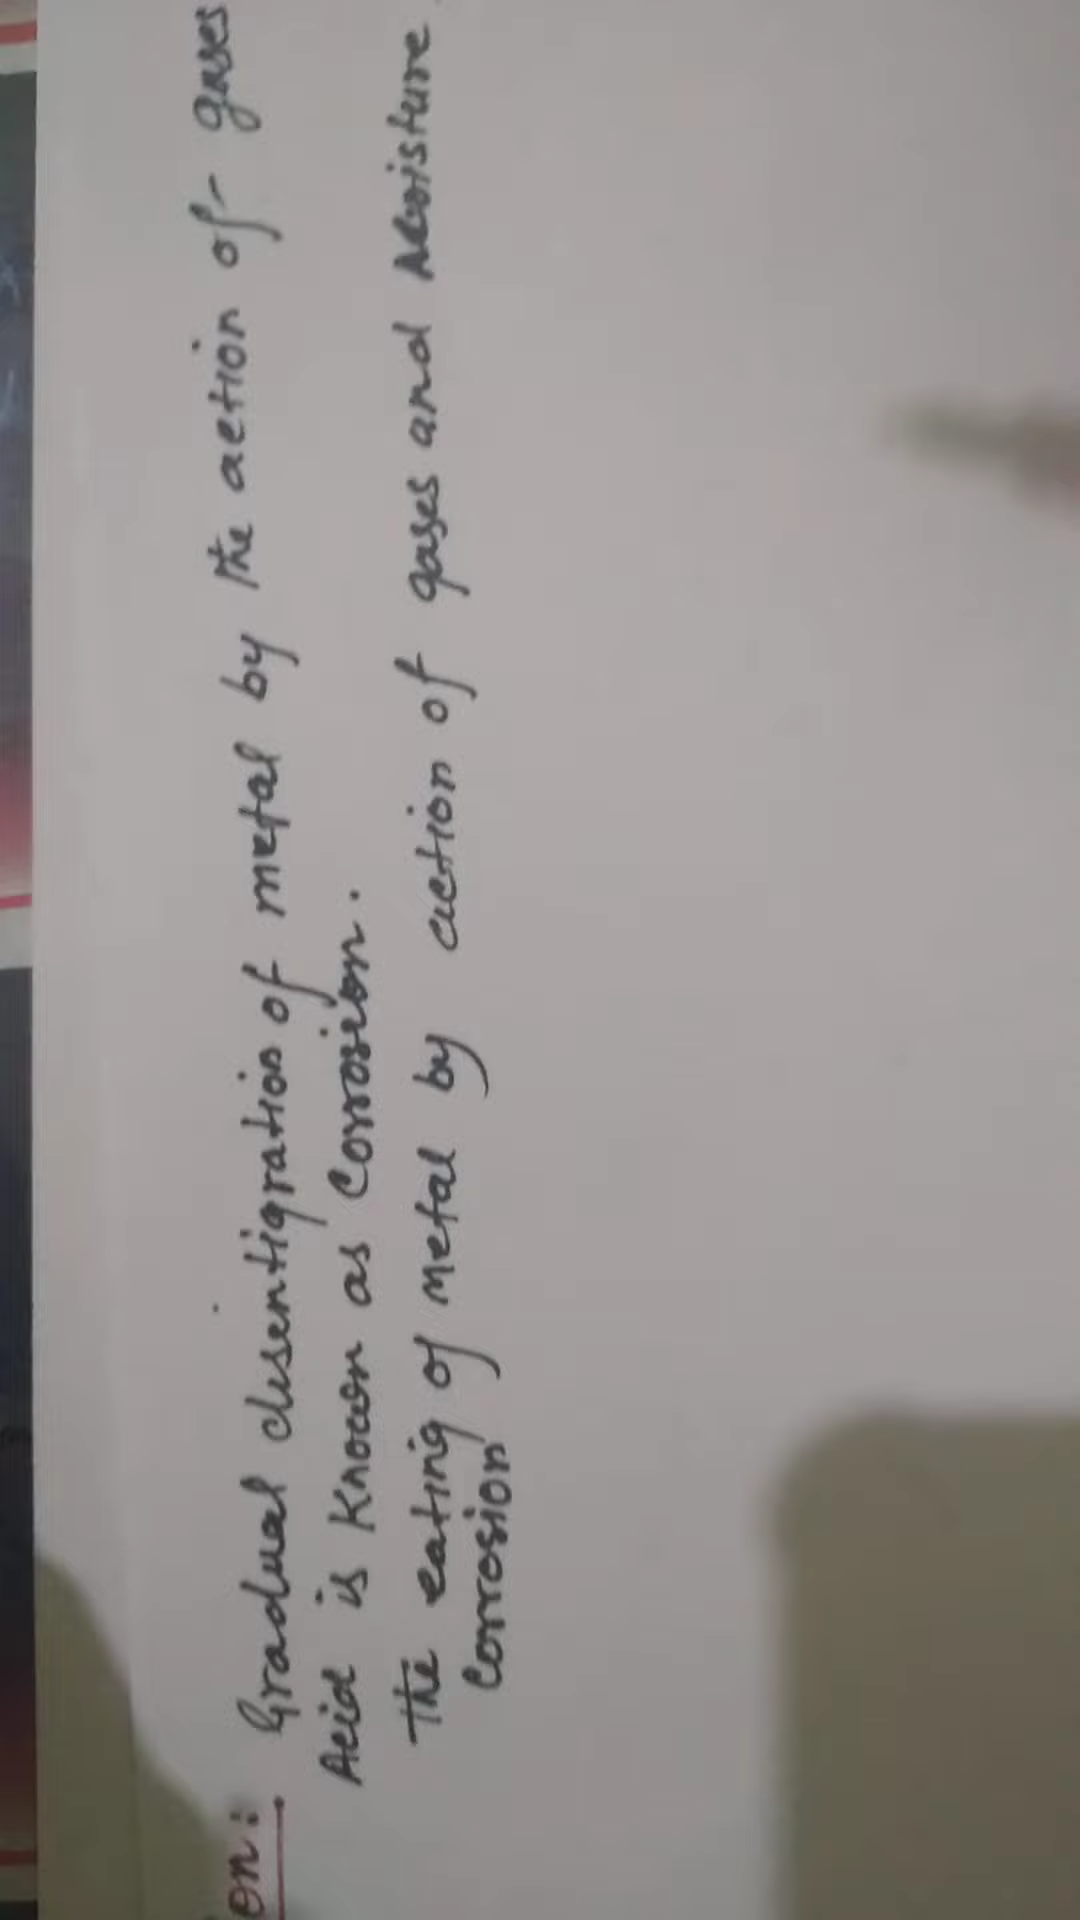 on: Gradual disentigration of metal by the action of gases
Acid is Known as Corrosion.
The eating of metal by action of gases and Moisture
Corrosion